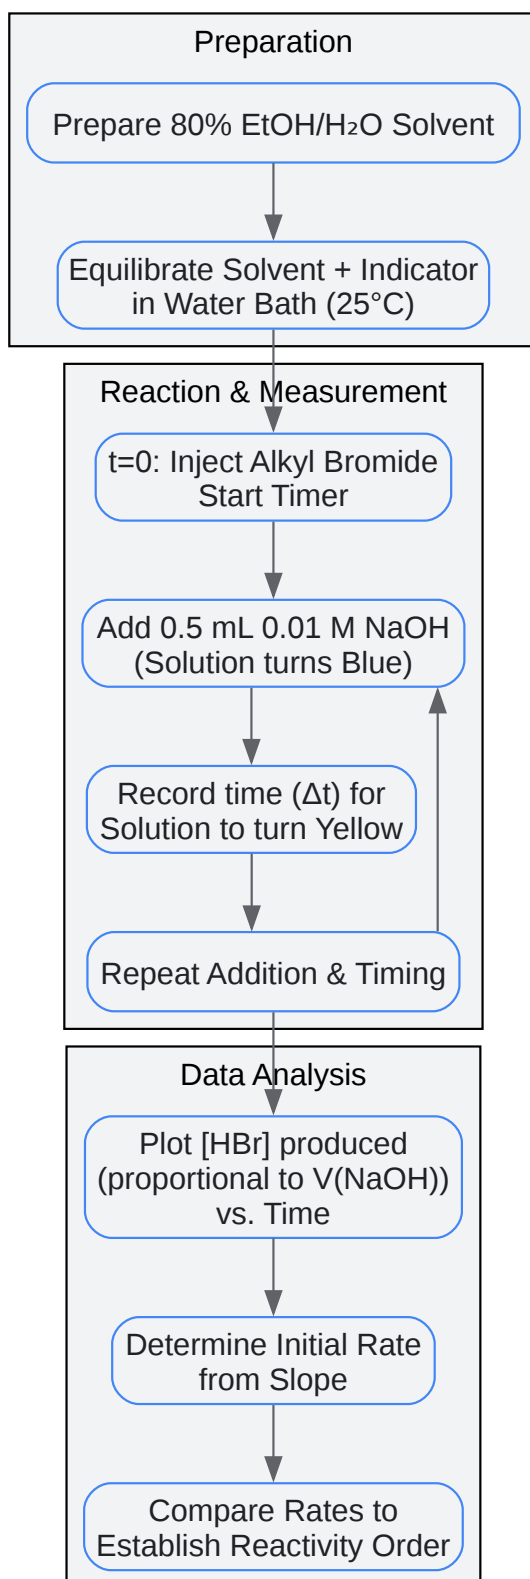 Preparation
Prepare 80% EtOH/H₂O Solvent
Equilibrate Solvent + Indicator
in Water Bath (25°C)
Reaction & Measurement
t=0: Inject Alkyl Bromide
Start Timer
Add 0.5 mL 0.01 M NaOH
(Solution turns Blue)
Record time (Δt) for
Solution to turn Yellow
Repeat Addition & Timing
Data Analysis
Plot [HBr] produced
(proportional to V(NaOH))
vs. Time
Determine Initial Rate
from Slope
Compare Rates to
Establish Reactivity Order